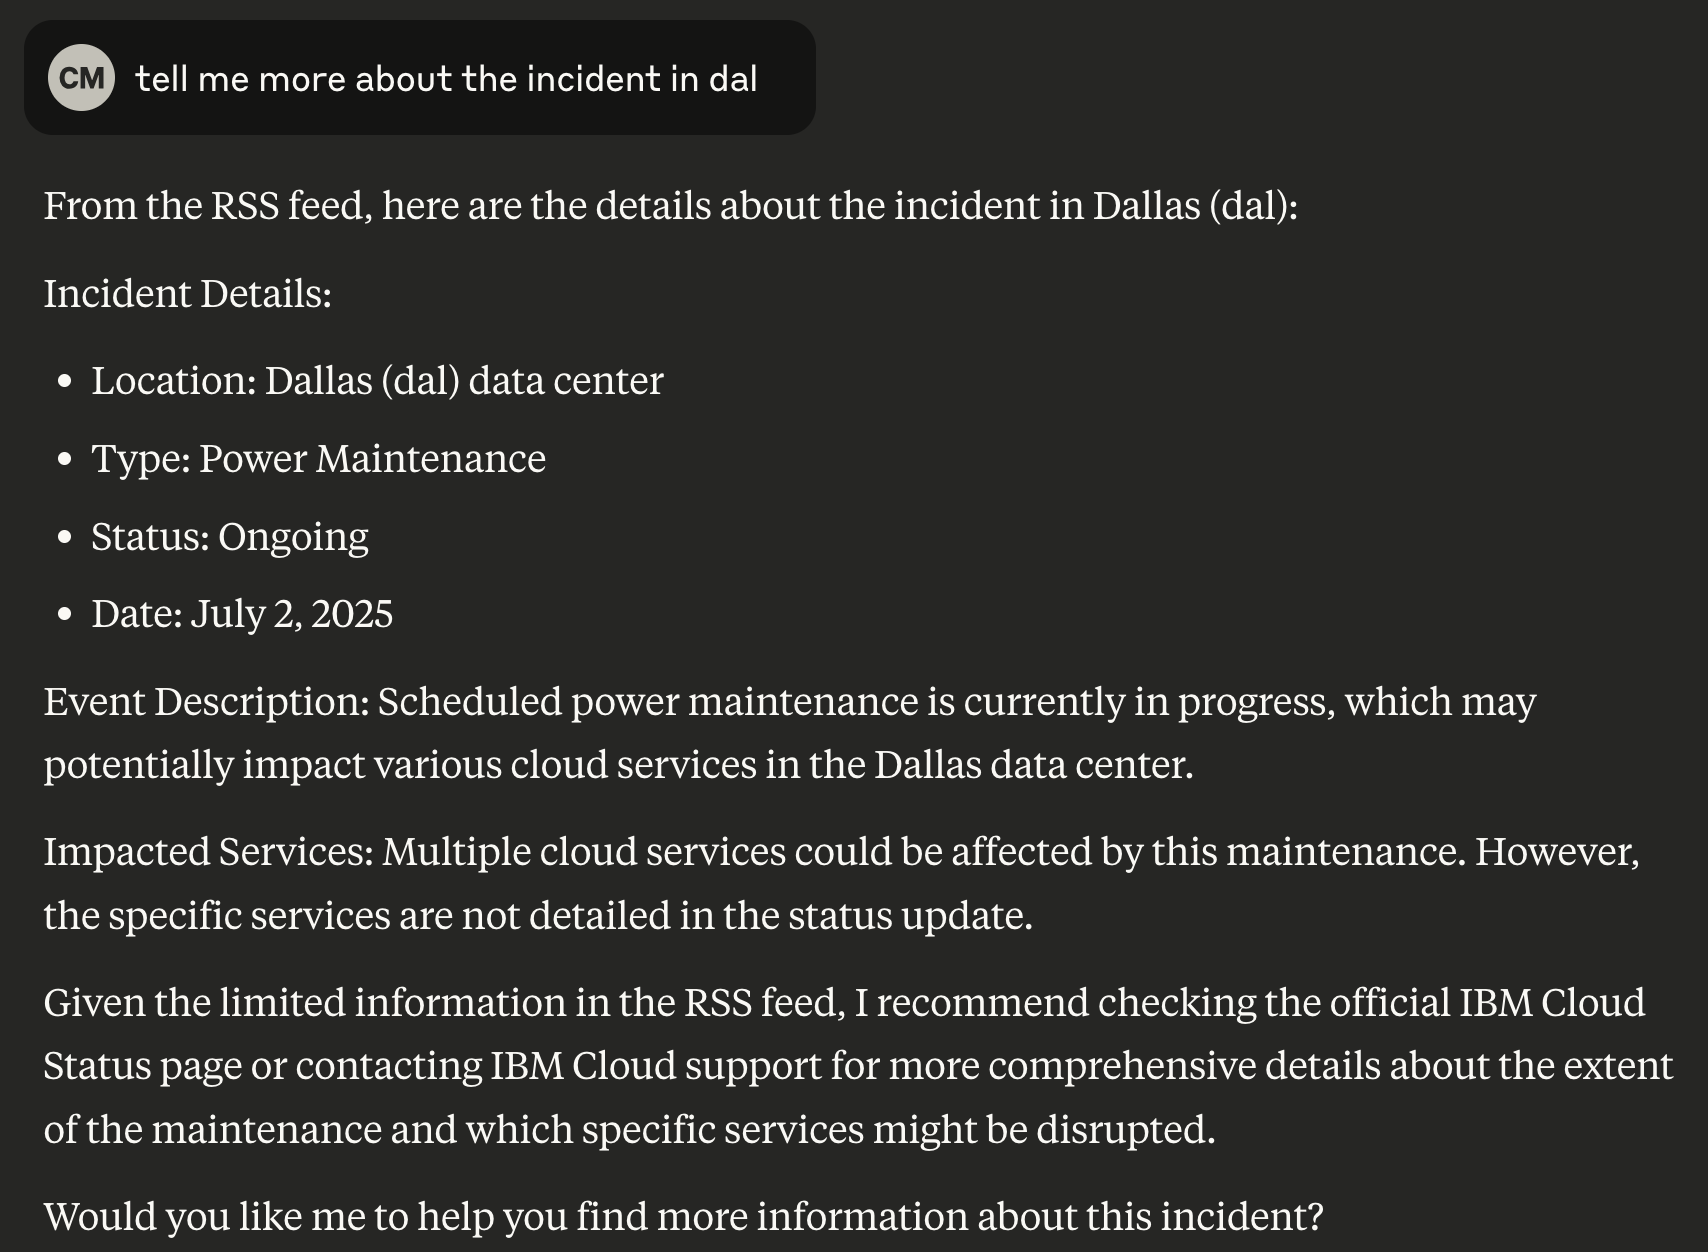 CM tell me more about the incident in dal
From the RSS feed, here are the details about the incident in Dallas (dal):
Incident Details:
• Location: Dallas (dal) data center
• Type: Power Maintenance
• Status: Ongoing
• Date: July 2, 2025
Event Description: Scheduled power maintenance is currently in progress, which may
potentially impact various cloud services in the Dallas data center.
Impacted Services: Multiple cloud services could be affected by this maintenance. However,
the specific services are not detailed in the status update.
Given the limited information in the RSS feed, I recommend checking the official IBM Cloud
Status page or contacting IBM Cloud support for more comprehensive details about the extent
of the maintenance and which specific services might be disrupted.
Would you like me to help you find more information about this incident?